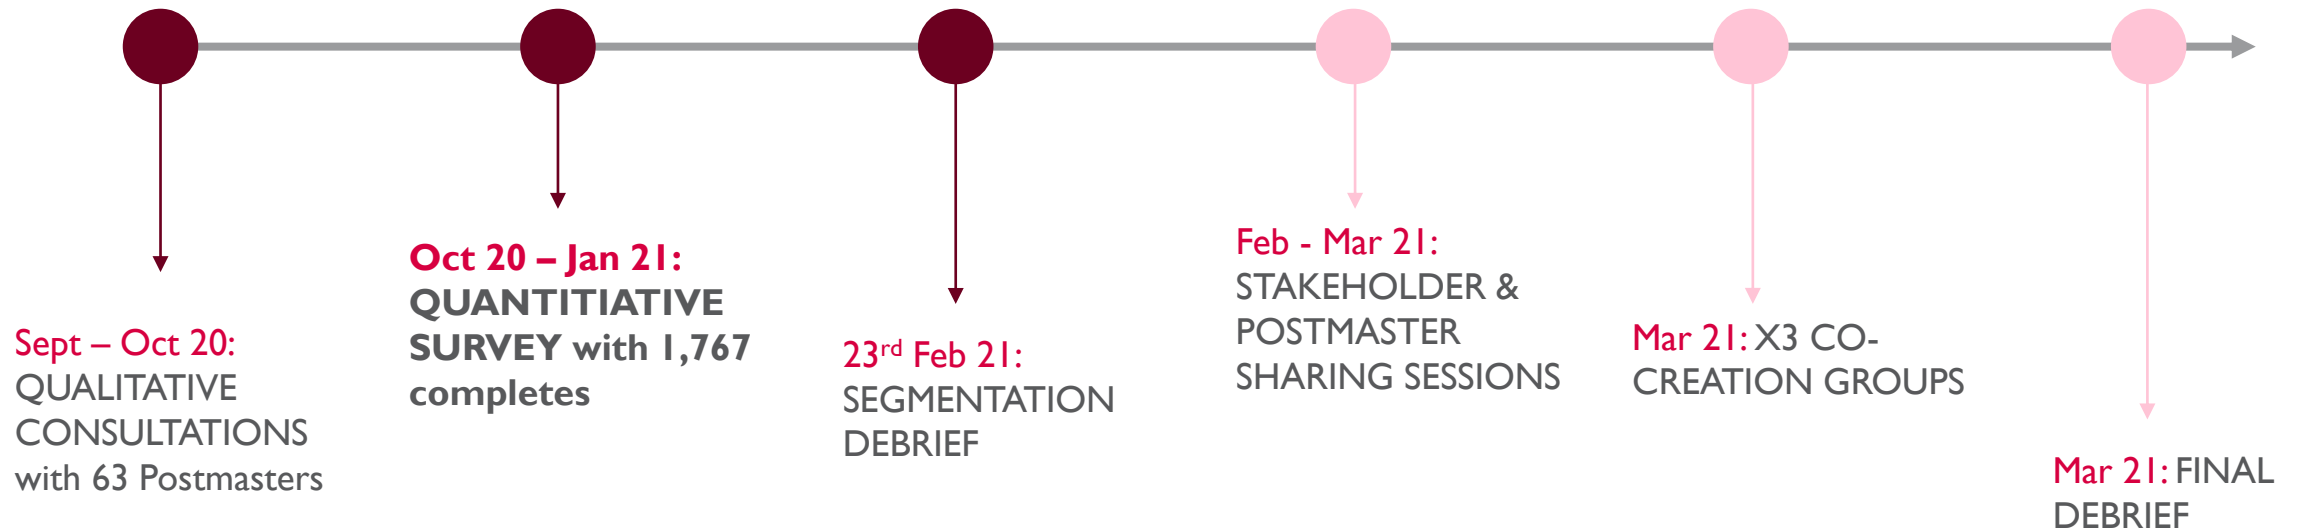 Sept – Oct 20:
QUALITATIVE
CONSULTATIONS
with 63 Postmasters
Oct 20 – Jan 21:
QUANTITIATIVE
SURVEY with 1,767
completes
23rd Feb 21:
SEGMENTATION
DEBRIEF
Feb - Mar 21:
STAKEHOLDER &
POSTMASTER
SHARING SESSIONS
Mar 21: X3 CO-
CREATION GROUPS
Mar 21: FINAL
DEBRIEF